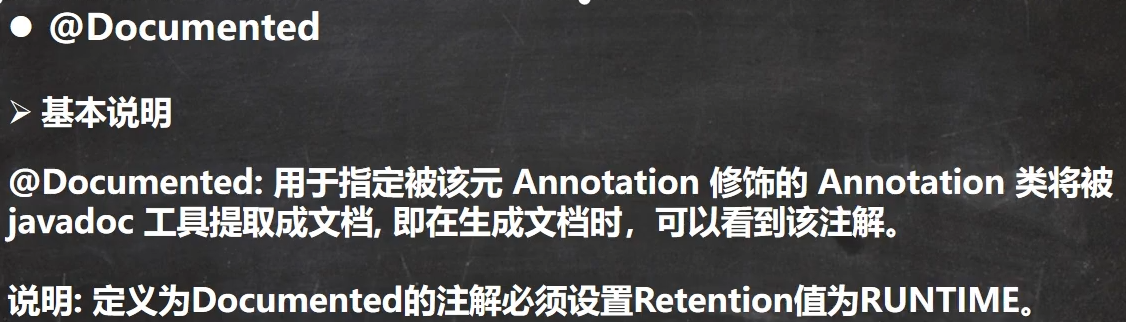 ● @Documented
➢ 基本说明
@Documented: 用于指定被该元 Annotation 修饰的 Annotation 类将被
javadoc 工具提取成文档, 即在生成文档时，可以看到该注解。
说明: 定义为Documented的注解必须设置Retention值为RUNTIME。